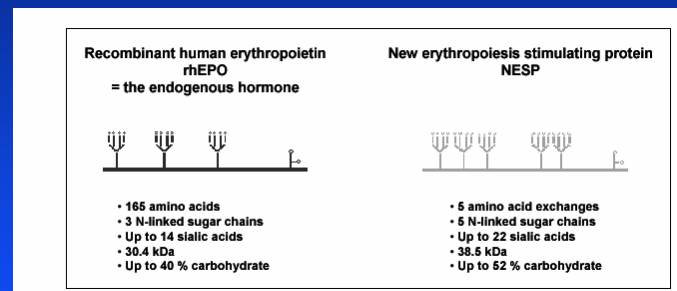 Recombinant human erythropoietin
rhEPO
= the endogenous hormone
• 165 amino acids
• 3 N-linked sugar chains
• Up to 14 sialic acids
• 30.4 kDa
• Up to 40 % carbohydrate
New erythropoiesis stimulating protein
NESP
• 5 amino acid exchanges
• 5 N-linked sugar chains
• Up to 22 sialic acids
• 38.5 kDa
• Up to 52 % carbohydrate